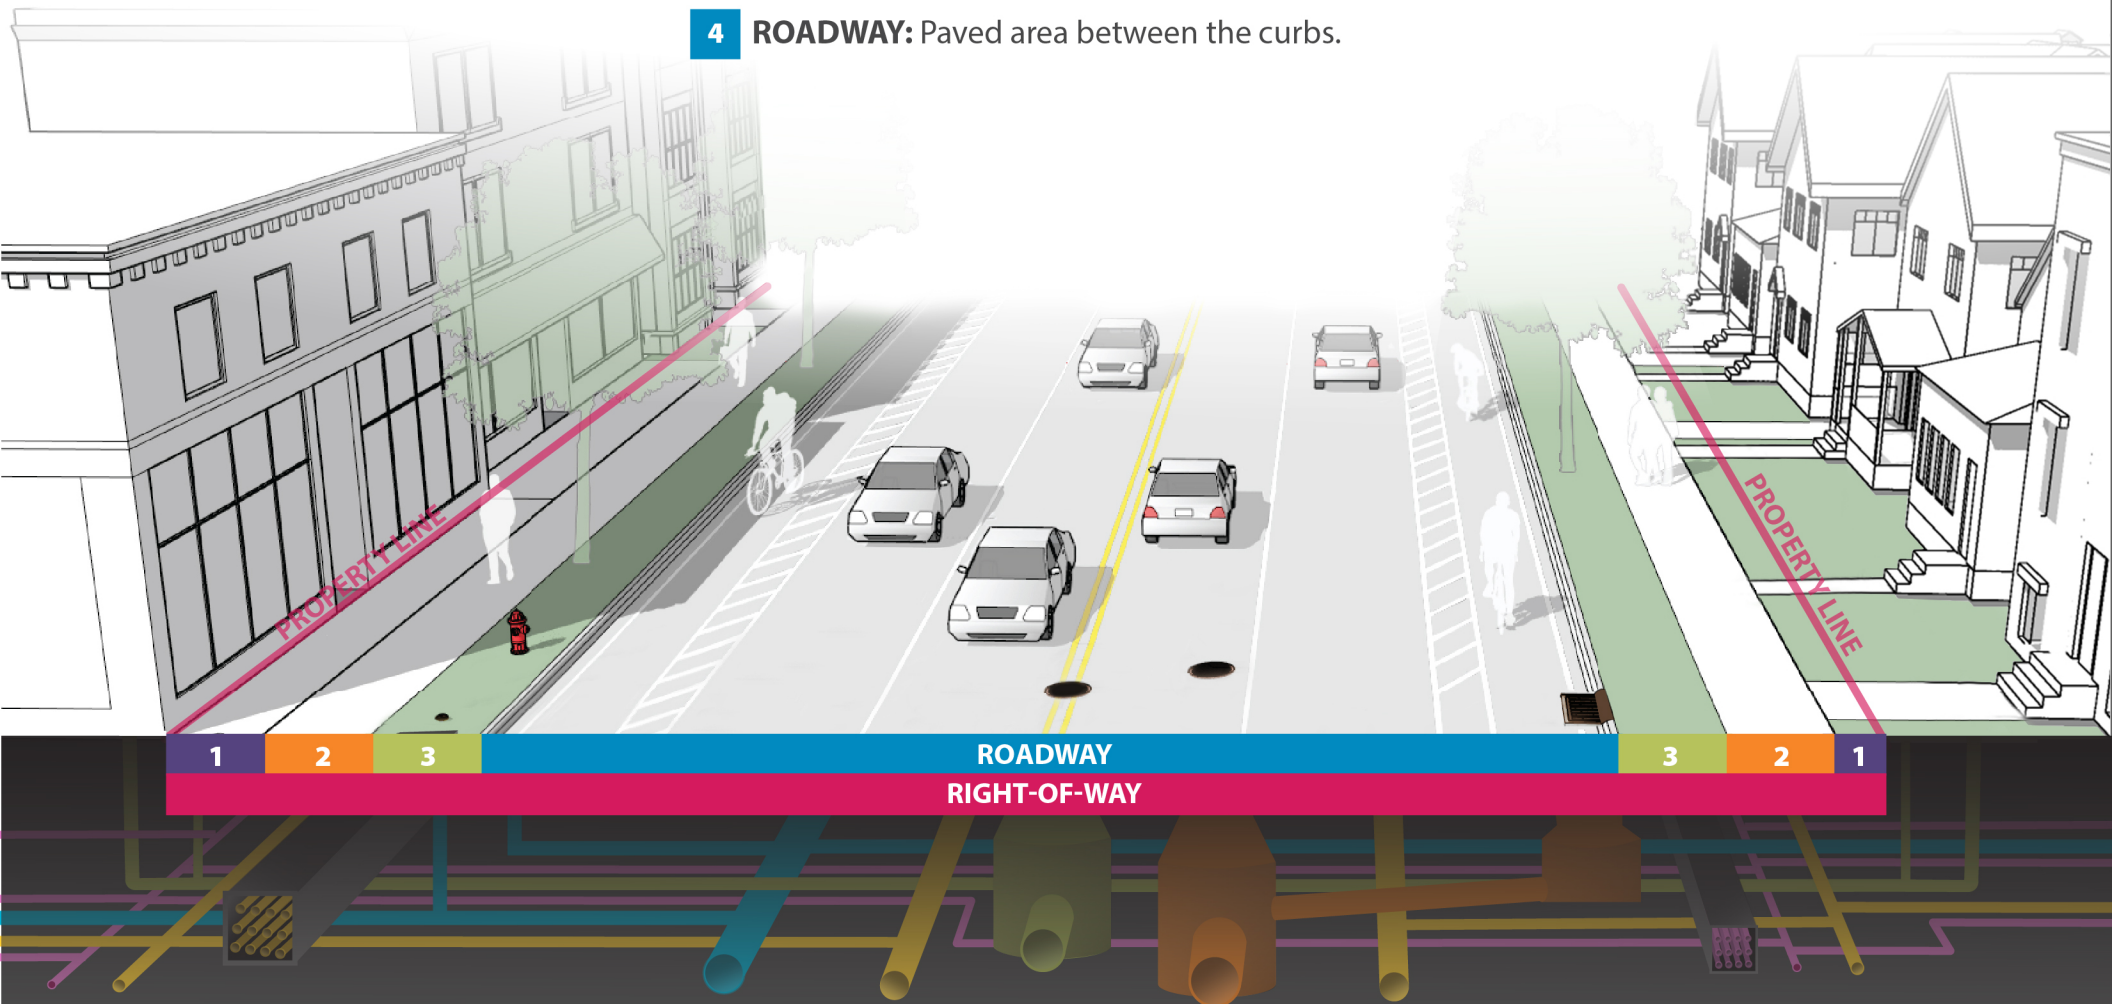 4 ROADWAY: Paved area between the curbs.
PROPERTY LINE
PROPERTY LINE
1 2 3 ROADWAY 3 2 1
RIGHT-OF-WAY